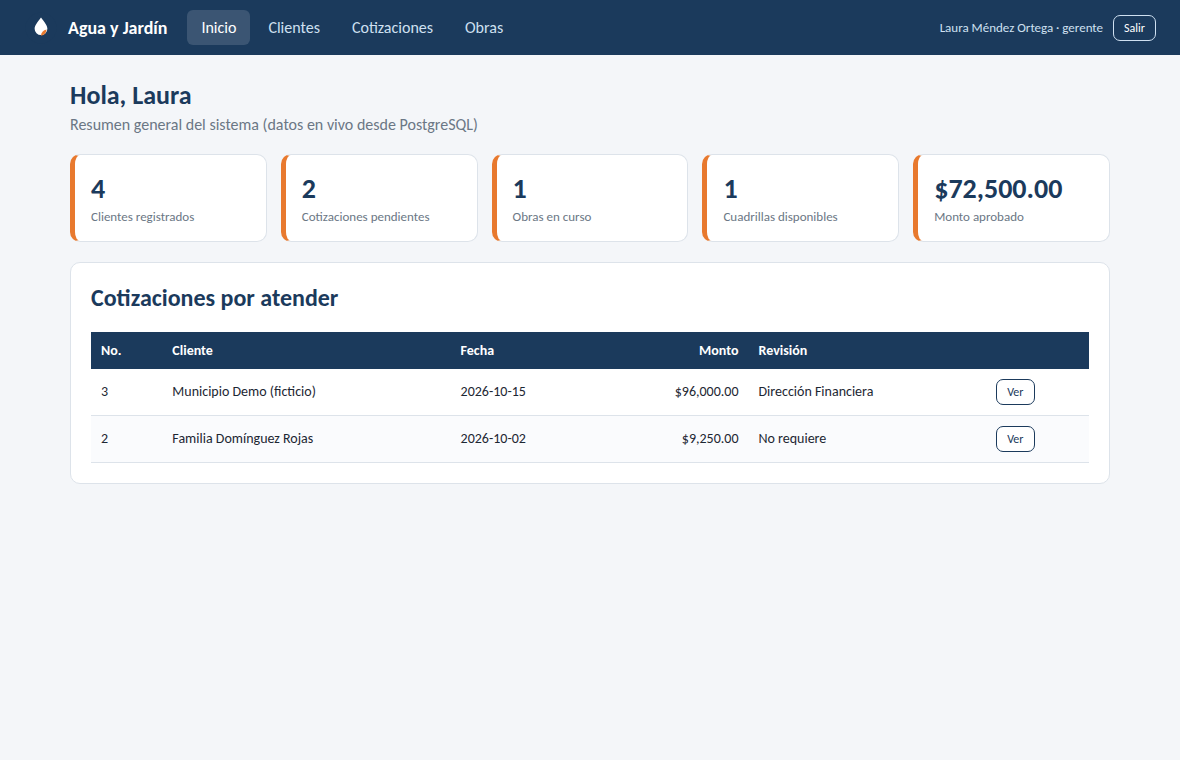 Agua y Jardín Inicio Clientes Cotizaciones Obras Laura Méndez Ortega · gerente Salir
Hola, Laura
Resumen general del sistema (datos en vivo desde PostgreSQL)
4 2 1 1 $72,500.00
Clientes registrados Cotizaciones pendientes Obras en curso Cuadrillas disponibles Monto aprobado
Cotizaciones por atender
No. Cliente Fecha Monto Revisión
3 Municipio Demo (ficticio) 2026-10-15 $96,000.00 Dirección Financiera Ver
2 Familia Domínguez Rojas 2026-10-02 $9,250.00 No requiere Ver